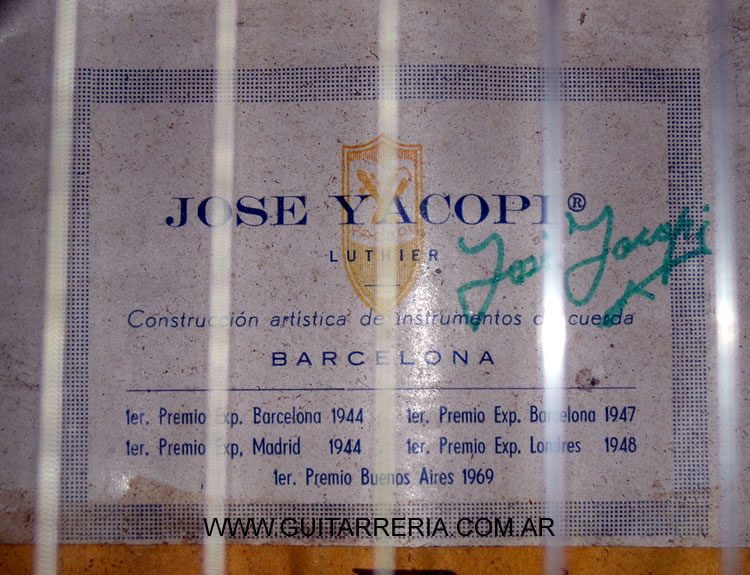 JOSE YACOPI®
LUTHIER
José Yacopi
Construcción artística de instrumentos de cuerda
BARCELONA
1er. Premio Exp. Barcelona 1944 1er. Premio Exp. Barcelona 1947
1er. Premio Exp, Madrid 1944 1er. Premio Exp. Londres 1948
1er. Premio Buenos Aires 1969
WWW.GUITARRERIA.COM.AR